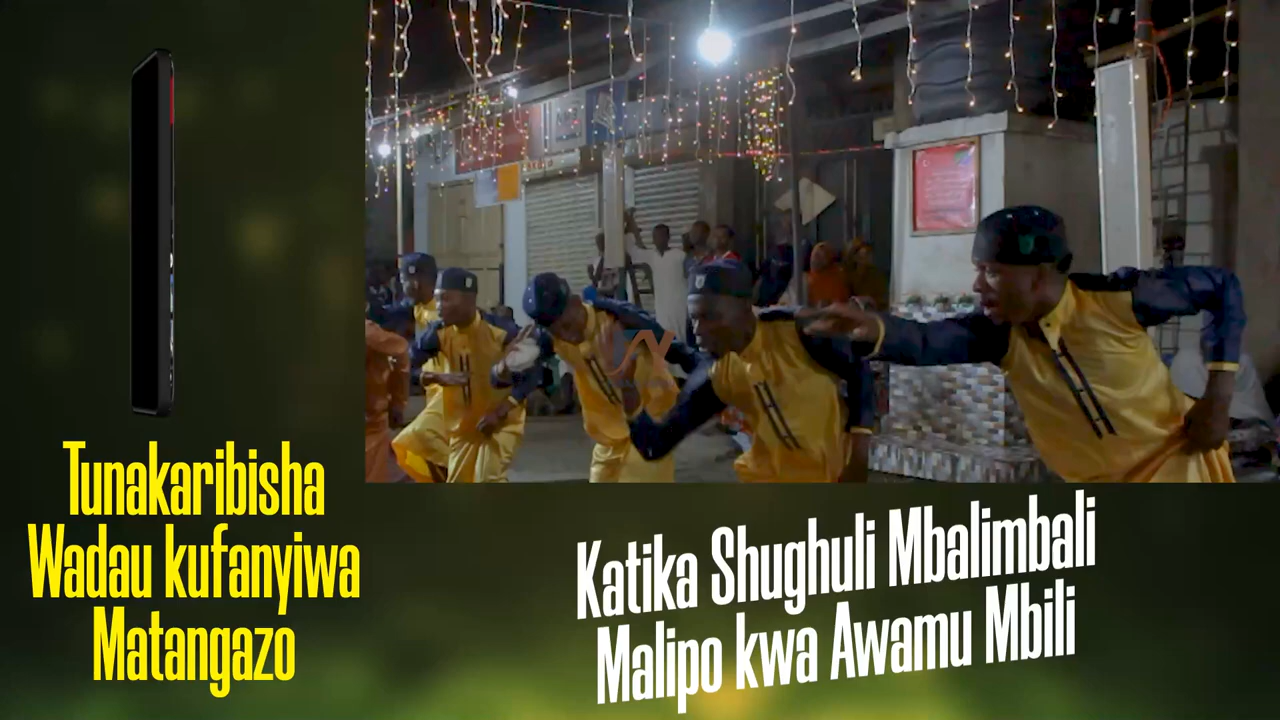 Tunakaribisha
Wadau kufanyiwa
Matangazo
Katika Shughuli Mbalimbali
Malipo kwa Awamu Mbili